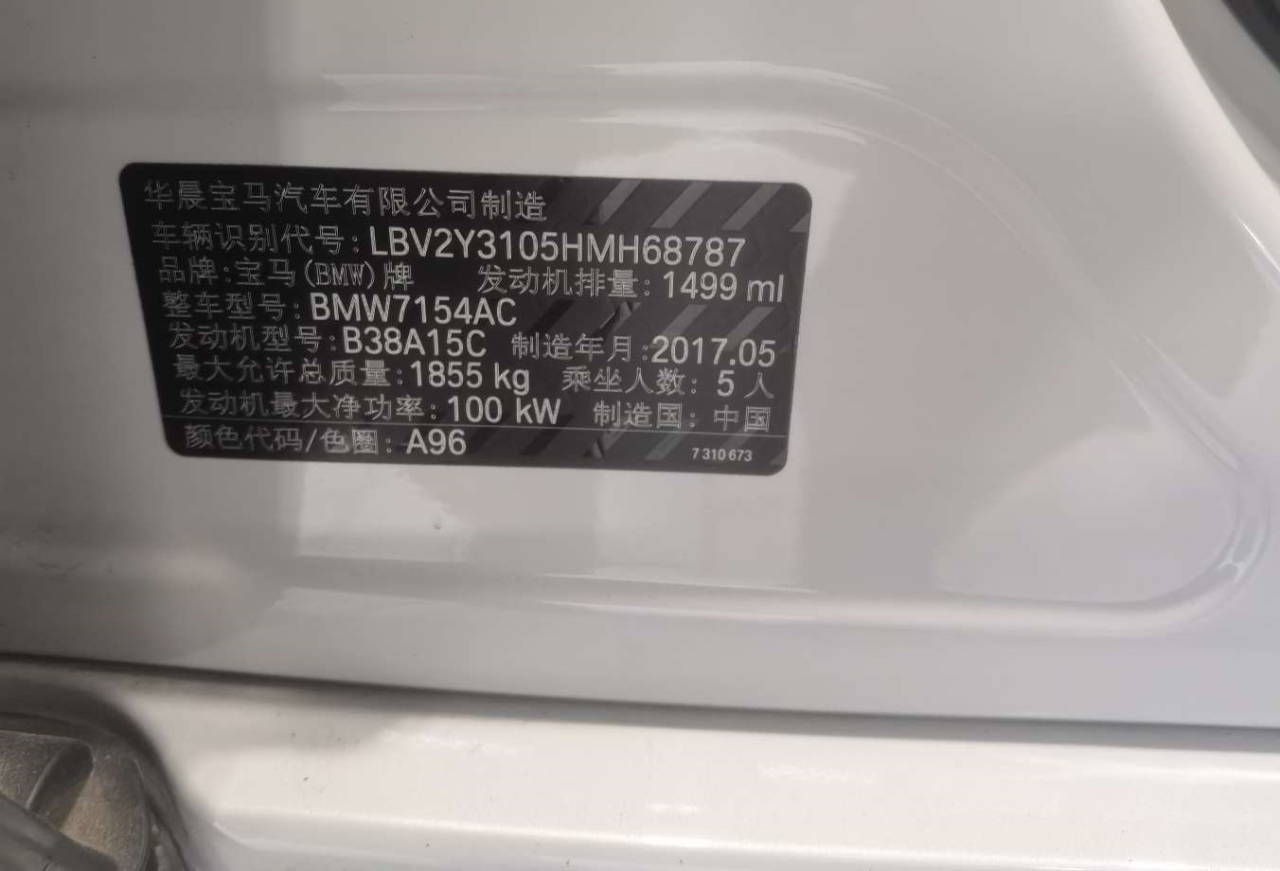 华晨宝马汽车有限公司制造
车辆识别代号: LBV2Y3105HMH68787
品牌: 宝马(BMW)牌 发动机排量: 1499 ml
整车型号: BMW7154AC
发动机型号: B38A15C 制造年月: 2017.05
最大允许总质量: 1855 kg 乘坐人数: 5 人
发动机最大净功率: 100 kW 制造国: 中国
颜色代码/色圈: A96 7 310 673